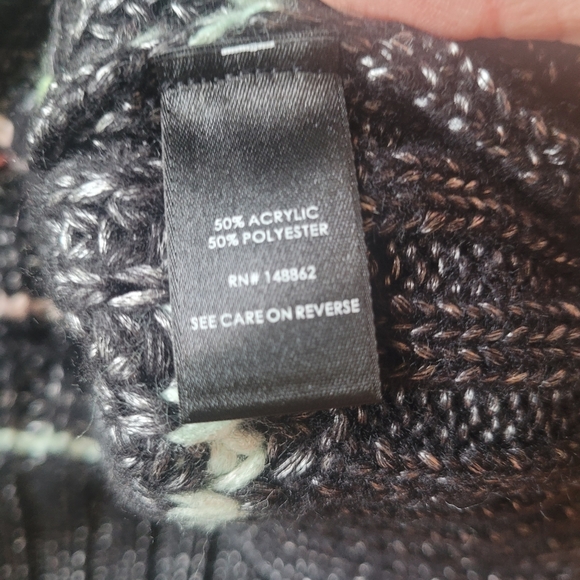 50% ACRYLIC
50% POLYESTER
RN# 148862
SEE CARE ON REVERSE